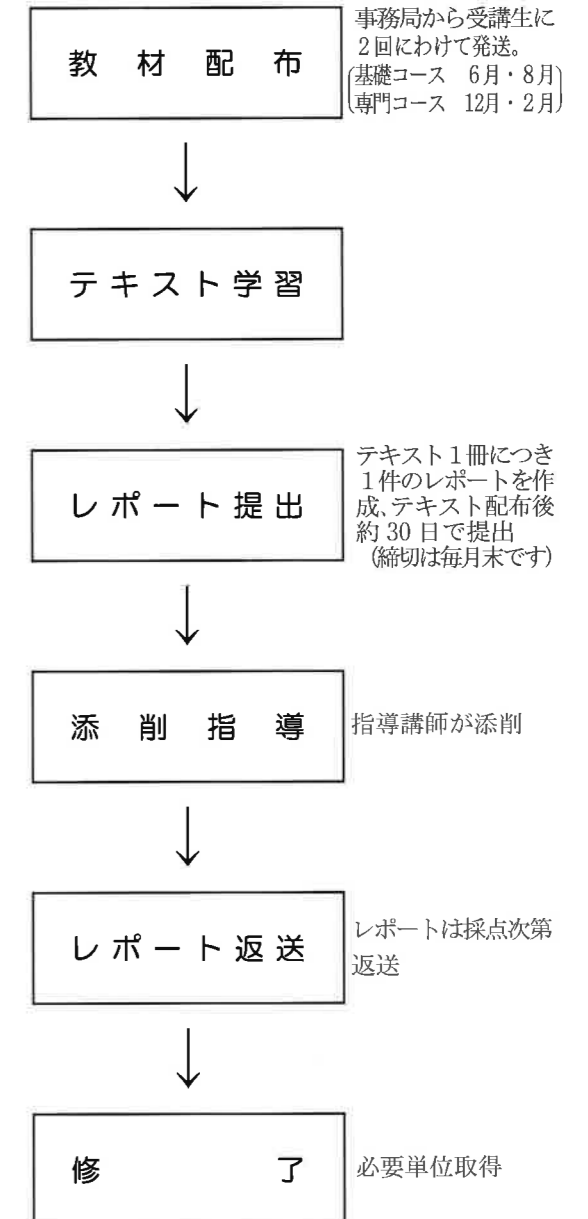 教材配布
事務局から受講生に
2回にわけて発送。
(基礎コース 6月・8月)
(専門コース 12月・2月)
↓
テキスト学習
↓
レポート提出
テキスト1冊につき
1件のレポートを作
成、テキスト配布後
約30日で提出
(締切は毎月末です)
↓
添削指導
指導講師が添削
↓
レポート返送
レポートは採点次第
返送
↓
修了
必要単位取得